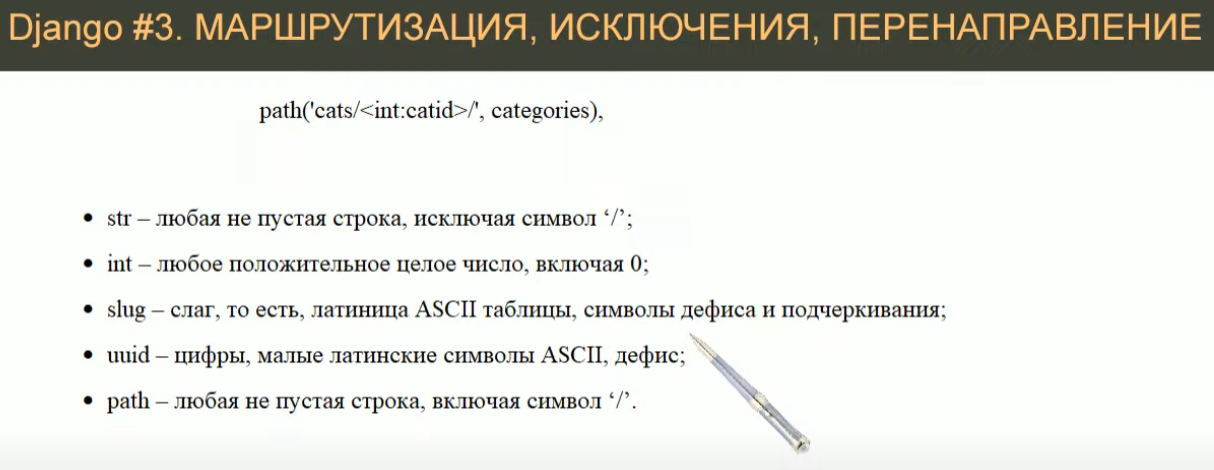 Django #3. МАРШРУТИЗАЦИЯ, ИСКЛЮЧЕНИЯ, ПЕРЕНАПРАВЛЕНИЕ
path('cats/<int:catid>/', categories),
• str – любая не пустая строка, исключая символ ‘/’;
• int – любое положительное целое число, включая 0;
• slug – слаг, то есть, латиница ASCII таблицы, символы дефиса и подчеркивания;
• uuid – цифры, малые латинские символы ASCII, дефис;
• path – любая не пустая строка, включая символ ‘/’.